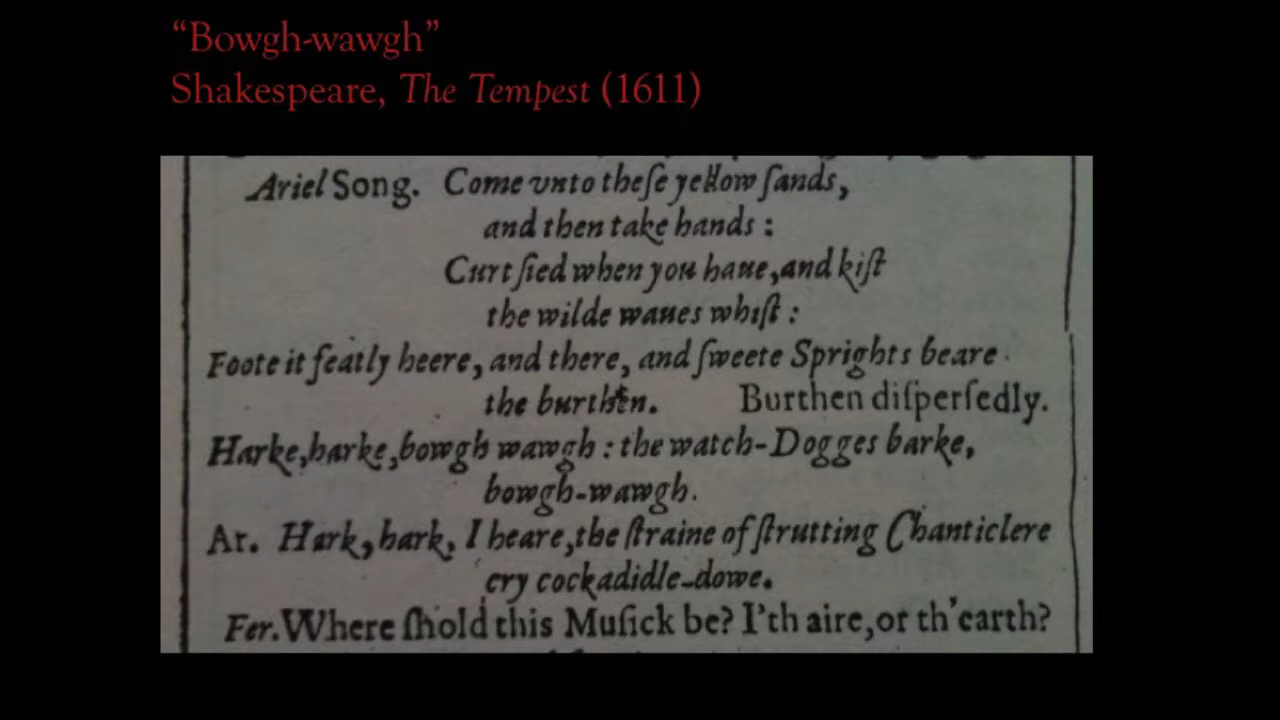 “Bowgh-wawgh”
Shakespeare, The Tempest (1611)
Ariel Song. Come vnto theſe yellow ſands,
and then take hands :
Curtſied when you haue, and kiſt
the wilde waues whiſt :
Foote it featly heere, and there, and ſweete Sprights beare
the burthen. Burthen diſperſedly.
Harke, harke, bowgh wawgh : the watch-Dogges barke,
bowgh-wawgh.
Ar. Hark, hark, I heare, the ſtraine of ſtrutting Chanticlere
cry cockadidle-dowe.
Fer. Where ſhold this Muſick be? I'th aire, or th'earth?